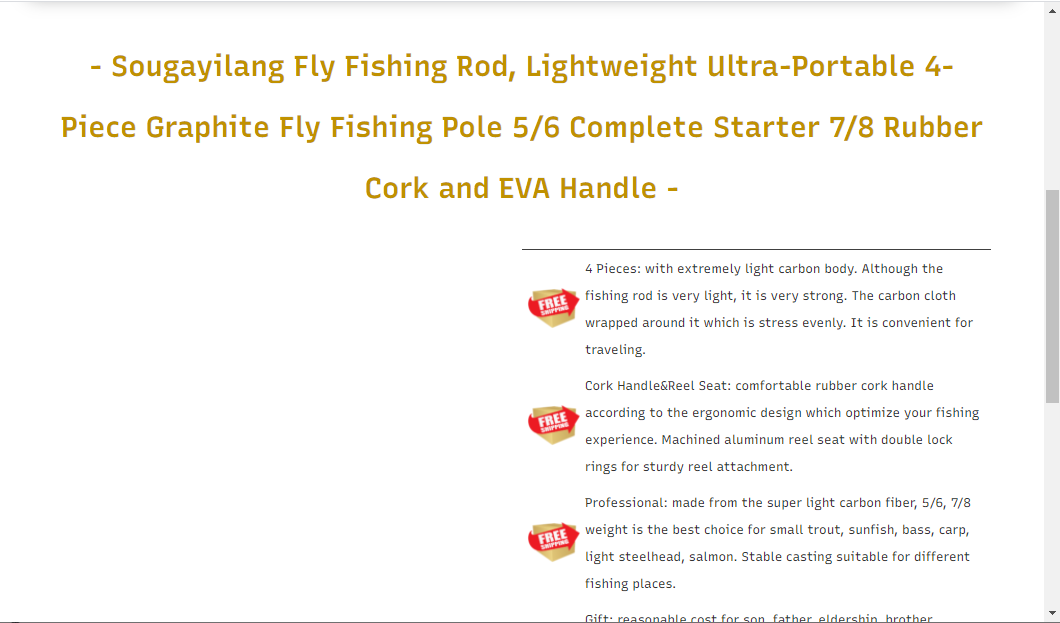 - Sougayilang Fly Fishing Rod, Lightweight Ultra-Portable 4-
Piece Graphite Fly Fishing Pole 5/6 Complete Starter 7/8 Rubber
Cork and EVA Handle -
4 Pieces: with extremely light carbon body. Although the
fishing rod is very light, it is very strong. The carbon cloth
wrapped around it which is stress evenly. It is convenient for
traveling.
FREE
SHIPPING
Cork Handle&Reel Seat: comfortable rubber cork handle
according to the ergonomic design which optimize your fishing
experience. Machined aluminum reel seat with double lock
rings for sturdy reel attachment.
FREE
SHIPPING
Professional: made from the super light carbon fiber, 5/6, 7/8
weight is the best choice for small trout, sunfish, bass, carp,
light steelhead, salmon. Stable casting suitable for different
fishing places.
FREE
SHIPPING
Gift: reasonable cost for son, father, eldership, brother,